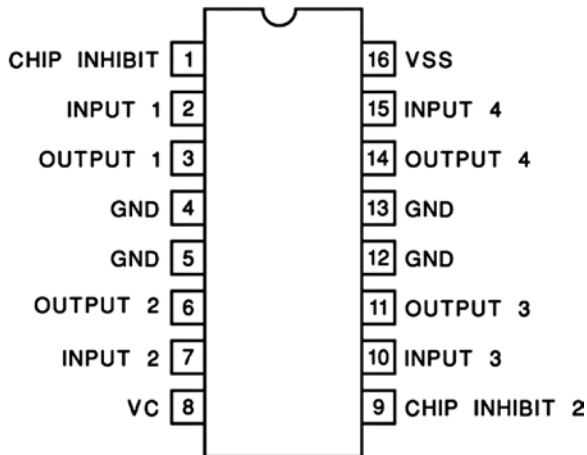 CHIP INHIBIT 1 16 VSS
INPUT 1 2 15 INPUT 4
OUTPUT 1 3 14 OUTPUT 4
GND 4 13 GND
GND 5 12 GND
OUTPUT 2 6 11 OUTPUT 3
INPUT 2 7 10 INPUT 3
VC 8 9 CHIP INHIBIT 2